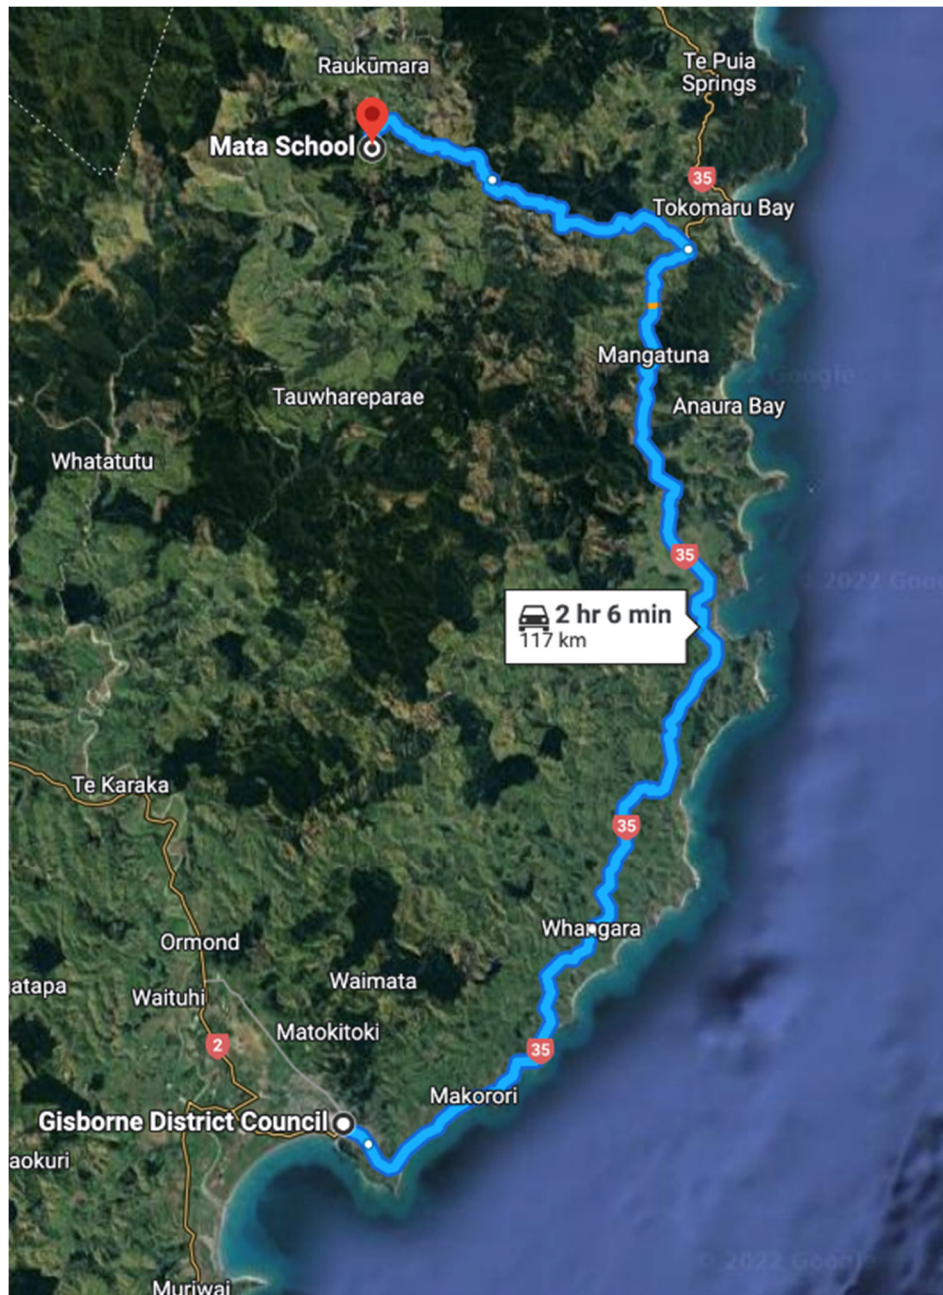 Raukūmara
Te Puia
Springs
Mata School
35
Tokomaru Bay
Mangatuna
Google
Anaura Bay
Tauwhareparae
Whatatutu
35
2022 Goo
2 hr 6 min
117 km
Te Karaka
35
Whangara
Ormond
atapa
Waimata
Waituhi
Matokitoki
2
35
Makorori
Gisborne District Council
aokuri
© 2022 Google
Muriwai